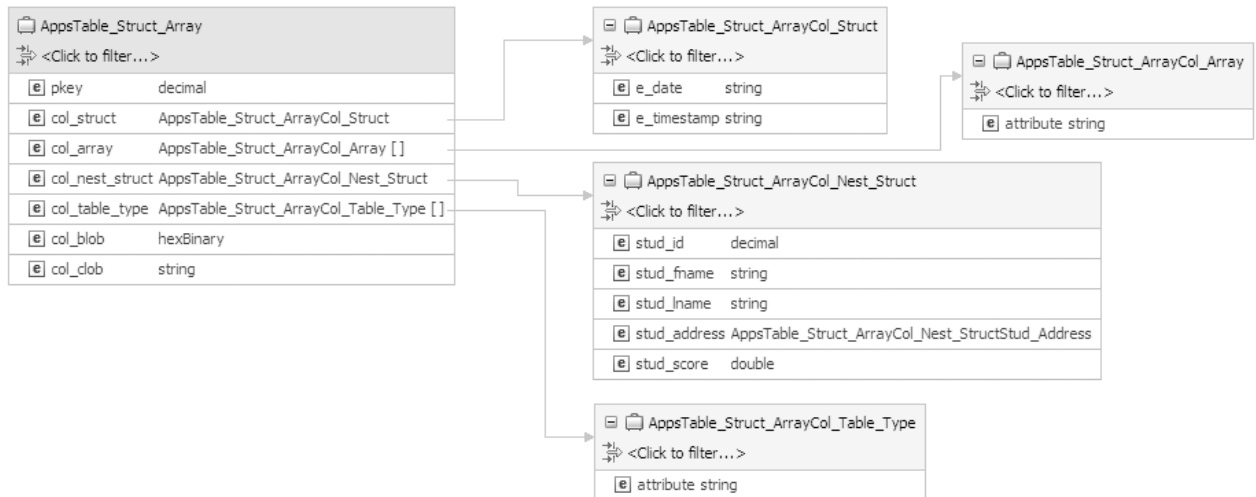 AppsTable_Struct_Array
<Click to filter...>
e pkey decimal
e col_struct AppsTable_Struct_ArrayCol_Struct
e col_array AppsTable_Struct_ArrayCol_Array [ ]
e col_nest_struct AppsTable_Struct_ArrayCol_Nest_Struct
e col_table_type AppsTable_Struct_ArrayCol_Table_Type [ ]
e col_blob hexBinary
e col_clob string
AppsTable_Struct_ArrayCol_Struct
<Click to filter...>
e e_date string
e e_timestamp string
AppsTable_Struct_ArrayCol_Array
<Click to filter...>
e attribute string
AppsTable_Struct_ArrayCol_Nest_Struct
<Click to filter...>
e stud_id decimal
e stud_fname string
e stud_lname string
e stud_address AppsTable_Struct_ArrayCol_Nest_StructStud_Address
e stud_score double
AppsTable_Struct_ArrayCol_Table_Type
<Click to filter...>
e attribute string